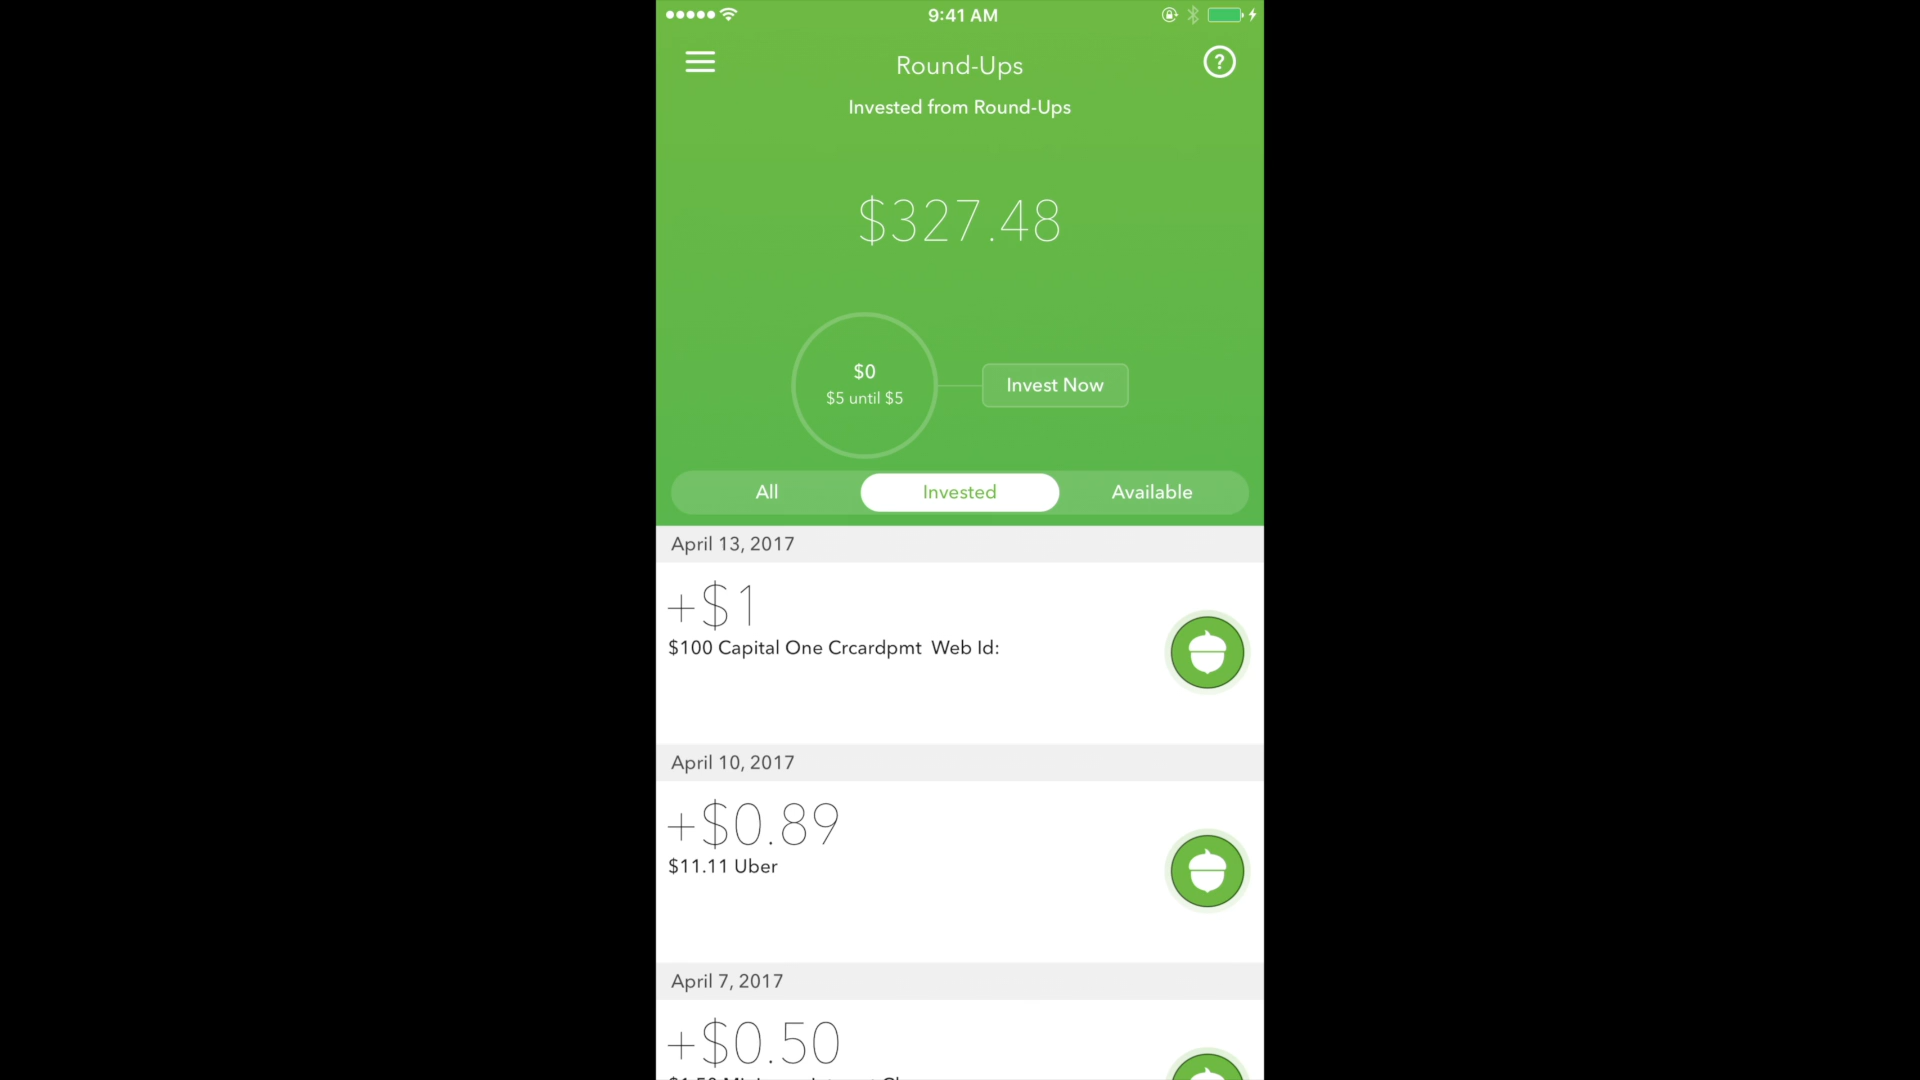 9:41 AM
Round-Ups
?
Invested from Round-Ups
$327.48
$0
$5 until $5
Invest Now
All
Invested
Available
April 13, 2017
+$1
$100 Capital One Crcardpmt  Web Id:
April 10, 2017
+$0.89
$11.11 Uber
April 7, 2017
+$0.50